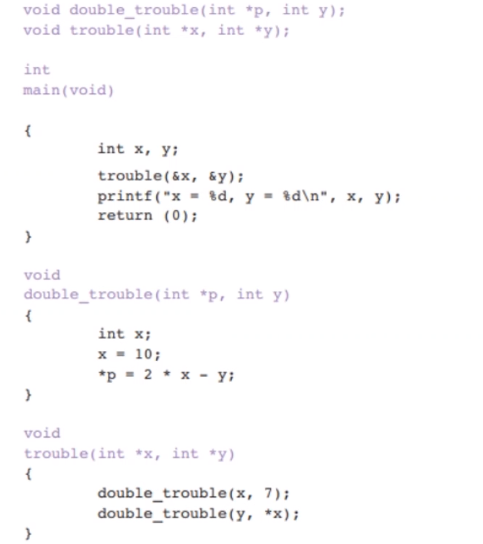 void double_trouble(int *p, int y);
void trouble(int *x, int *y);
int
main(void)
{
int x, y;
trouble(&x, &y);
printf("x = %d, y = %d\n", x, y);
return (0);
}
void
double_trouble(int *p, int y)
{
int x;
x = 10;
*p = 2 * x - y;
}
void
trouble(int *x, int *y)
{
double_trouble(x, 7);
double_trouble(y, *x);
}